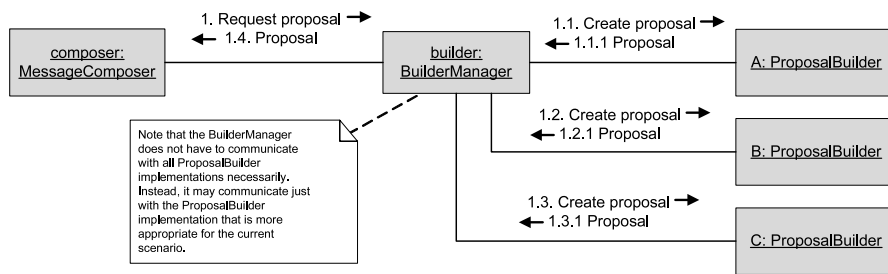 1. Request proposal
1.4. Proposal
composer:
MessageComposer
builder:
BuilderManager
1.1. Create proposal
1.1.1 Proposal
A: ProposalBuilder
1.2. Create proposal
1.2.1 Proposal
B: ProposalBuilder
1.3. Create proposal
1.3.1 Proposal
C: ProposalBuilder
Note that the BuilderManager
does not have to communicate
with all ProposalBuilder
implementations necessarily.
Instead, it may communicate just
with the ProposalBuilder
implementation that is more
appropriate for the current
scenario.